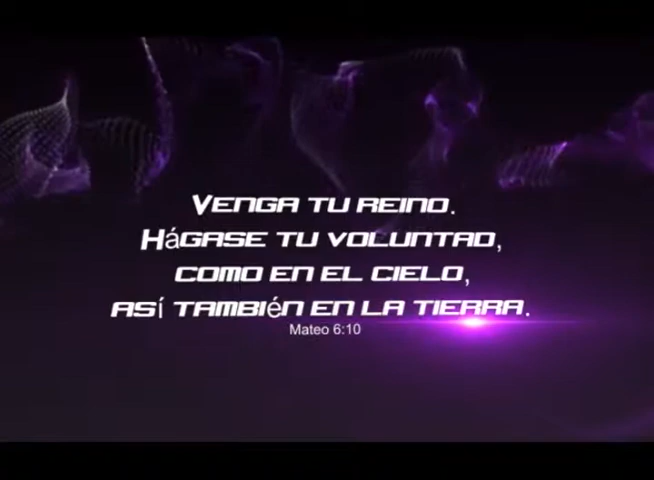 Venga tu reino.
Hágase tu voluntad,
como en el cielo,
así también en la tierra.
Mateo 6:10